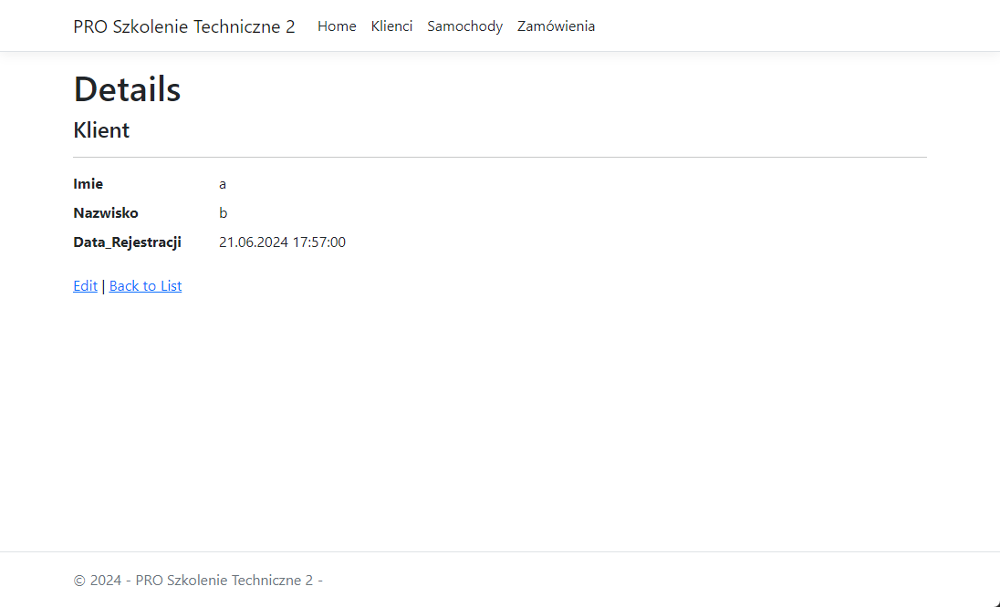 PRO Szkolenie Techniczne 2 Home Klienci Samochody Zamówienia
Details
Klient
Imie a
Nazwisko b
Data_Rejestracji 21.06.2024 17:57:00
Edit | Back to List
© 2024 - PRO Szkolenie Techniczne 2 -